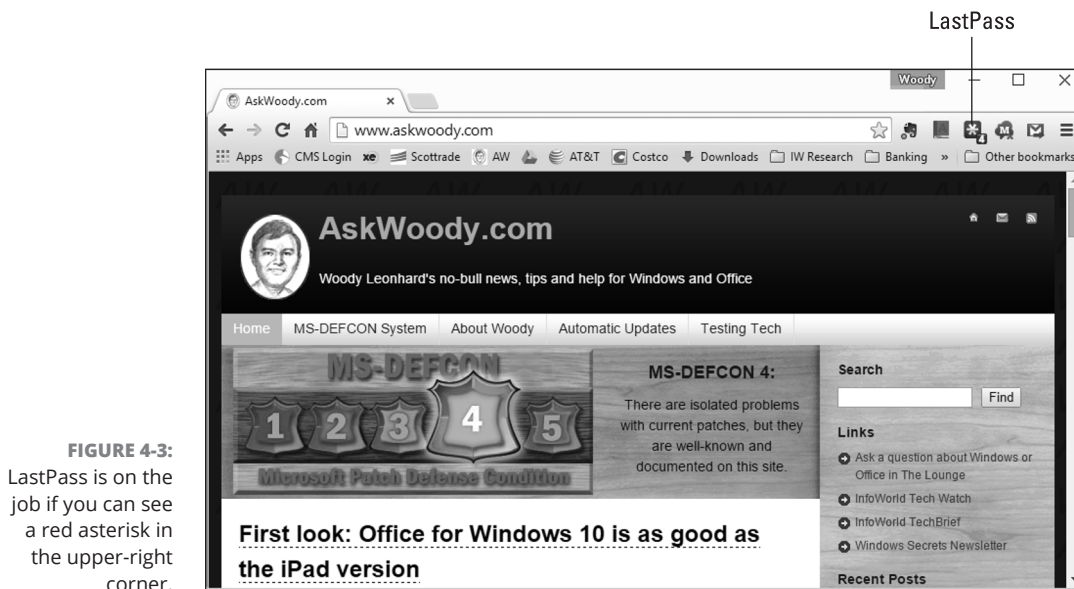 LastPass
Woody
AskWoody.com
www.askwoody.com
4
Apps CMS Login xe Scottrade AW AT&T Costco Downloads IW Research Banking » Other bookmarks
AskWoody.com
Woody Leonhard's no-bull news, tips and help for Windows and Office
Home MS-DEFCON System About Woody Automatic Updates Testing Tech
MS-DEFCON
1 2 3 4 5
Microsoft Patch Defense Condition
MS-DEFCON 4:
There are isolated problems
with current patches, but they
are well-known and
documented on this site.
Search
Find
Links
Ask a question about Windows or
Office in The Lounge
InfoWorld Tech Watch
InfoWorld TechBrief
Windows Secrets Newsletter
Recent Posts
First look: Office for Windows 10 is as good as
the iPad version
FIGURE 4-3:
LastPass is on the
job if you can see
a red asterisk in
the upper-right
corner.